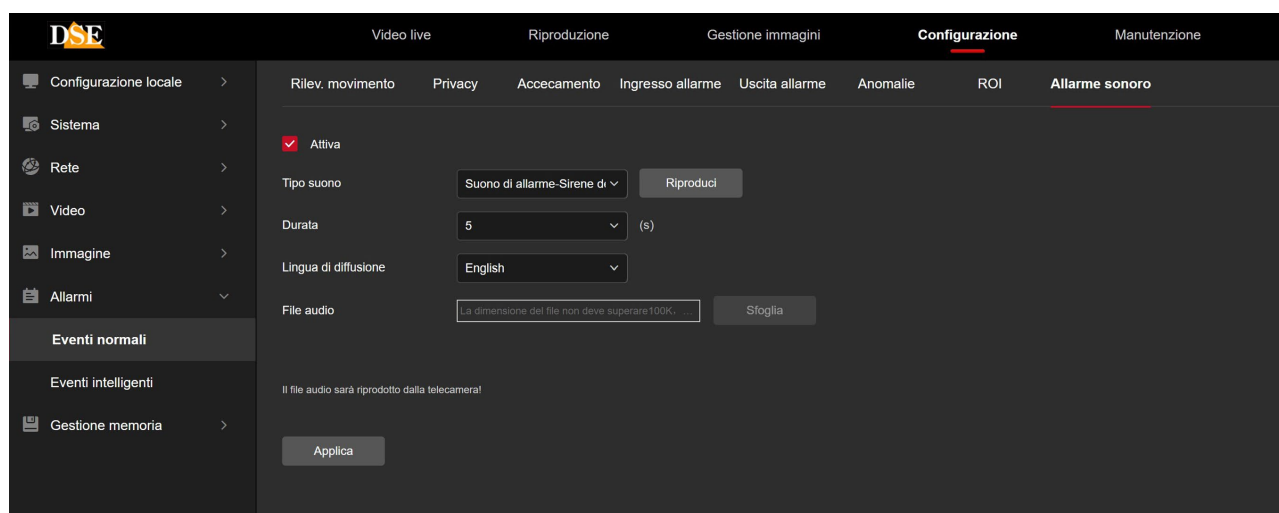 DSE
Video live Riproduzione Gestione immagini Configurazione Manutenzione
Configurazione locale
Sistema
Rete
Video
Immagine
Allarmi
Eventi normali
Eventi intelligenti
Gestione memoria
Rilev. movimento Privacy Accecamento Ingresso allarme Uscita allarme Anomalie ROI Allarme sonoro
Attiva
Tipo suono Suono di allarme-Sirene de Riproduci
Durata 5 (s)
Lingua di diffusione English
File audio La dimensione del file non deve superare100K, ... Sfoglia
Il file audio sarà riprodotto dalla telecamera!
Applica